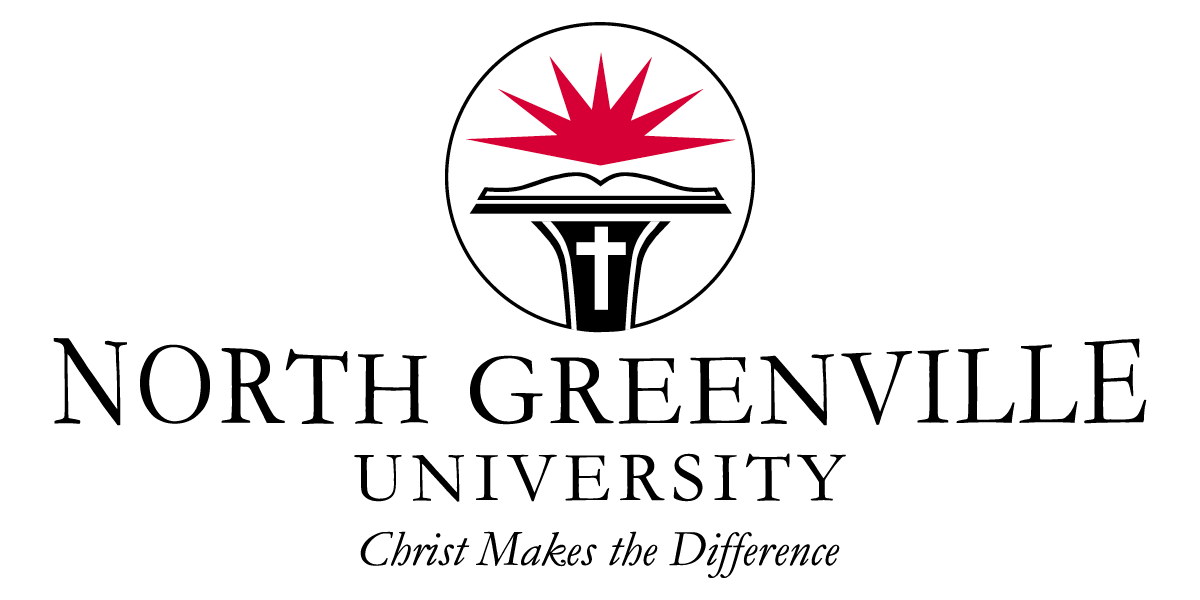 NORTH GREENVILLE
UNIVERSITY
Christ Makes the Difference